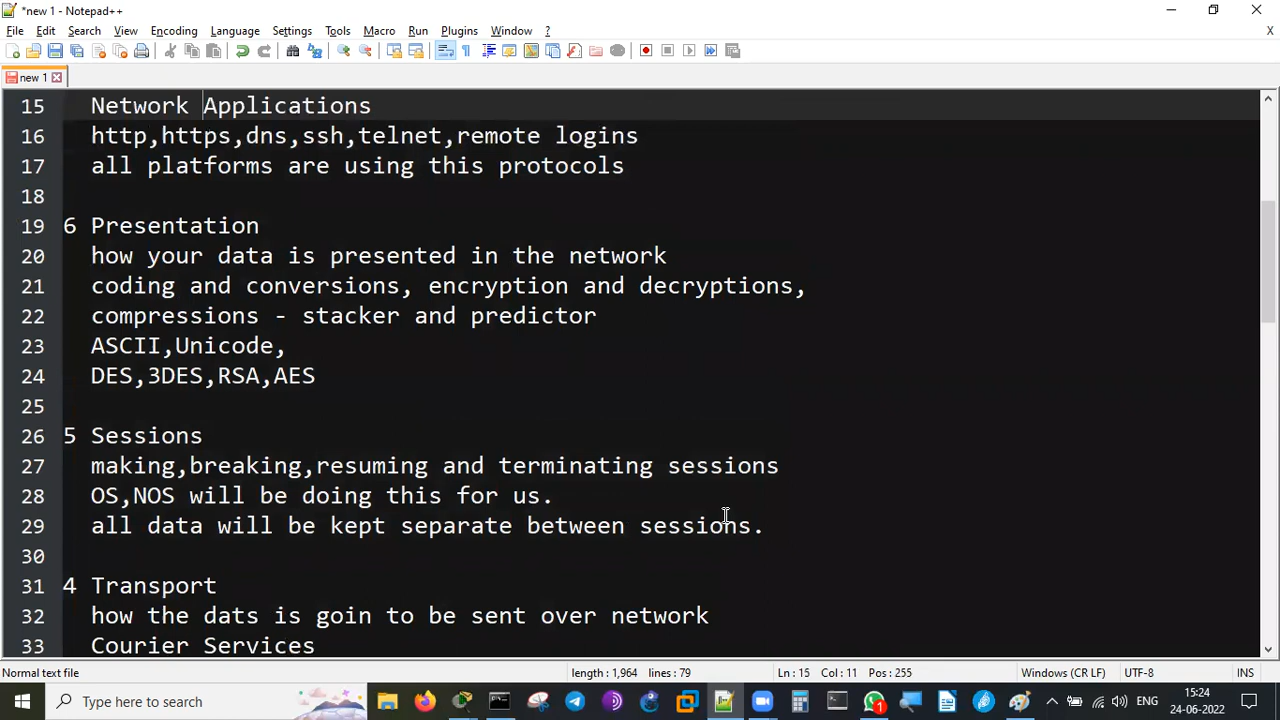 *new 1 - Notepad++
File Edit Search View Encoding Language Settings Tools Macro Run Plugins Window ? X
new 1
15 Network Applications
16 http,https,dns,ssh,telnet,remote logins
17 all platforms are using this protocols
18
19 6 Presentation
20 how your data is presented in the network
21 coding and conversions, encryption and decryptions,
22 compressions - stacker and predictor
23 ASCII,Unicode,
24 DES,3DES,RSA,AES
25
26 5 Sessions
27 making,breaking,resuming and terminating sessions
28 OS,NOS will be doing this for us.
29 all data will be kept separate between sessions.
30
31 4 Transport
32 how the dats is goin to be sent over network
33 Courier Services
Normal text file length : 1,964 lines : 79 Ln : 15 Col : 11 Pos : 255 Windows (CR LF) UTF-8 INS
Type here to search ENG 15:24
24-06-2022